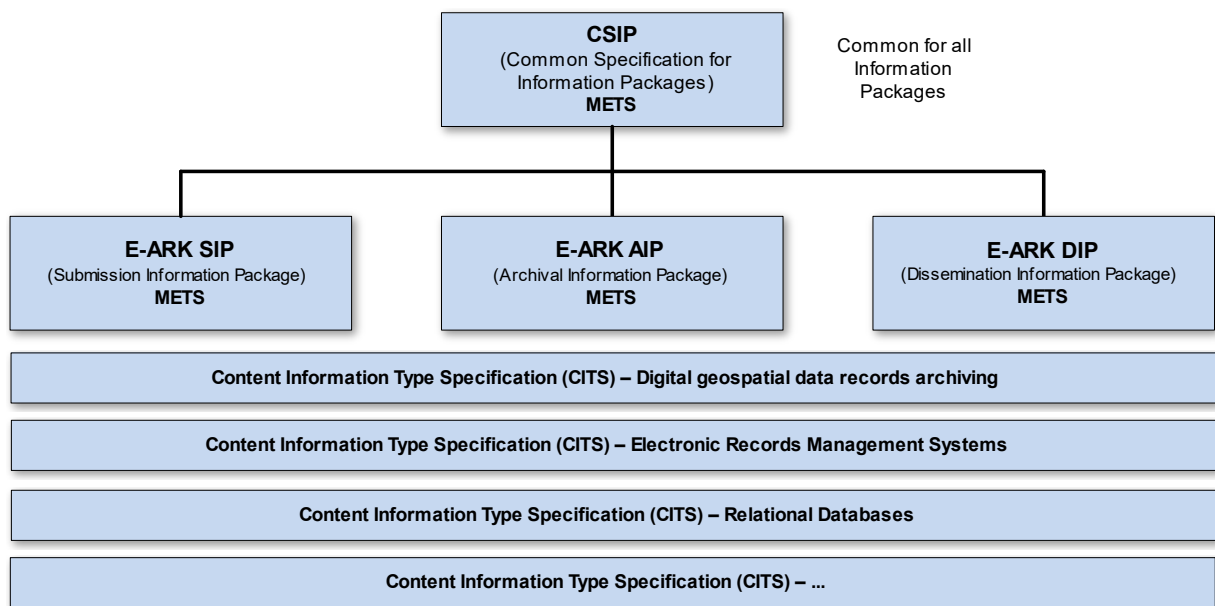 CSIP
(Common Specification for
Information Packages)
METS
Common for all
Information
Packages
E-ARK SIP
(Submission Information Package)
METS
E-ARK AIP
(Archival Information Package)
METS
E-ARK DIP
(Dissemination Information Package)
METS
Content Information Type Specification (CITS) – Digital geospatial data records archiving
Content Information Type Specification (CITS) – Electronic Records Management Systems
Content Information Type Specification (CITS) – Relational Databases
Content Information Type Specification (CITS) – ...